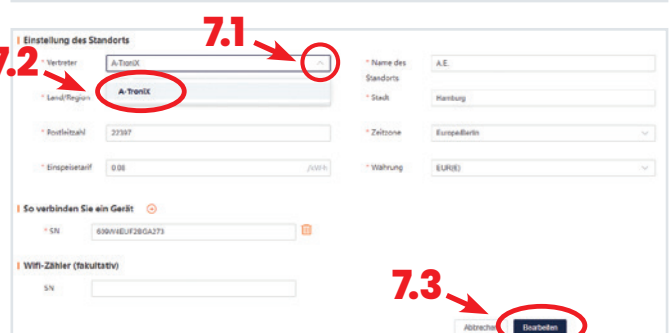 Einstellung des Standorts
7.1
* Vertreter A-TroniX
* Name des Standorts A.E.
7.2
A-TroniX
* Land/Region
* Stadt Hamburg
* Postleitzahl 22397
* Zeitzone Europe/Berlin
* Einspeisetarif 0.08 /kWh
* Währung EUR(€)
So verbinden Sie ein Gerät
* SN
Wifi-Zähler (fakultativ)
SN
7.3
Abbrechen Bearbeiten